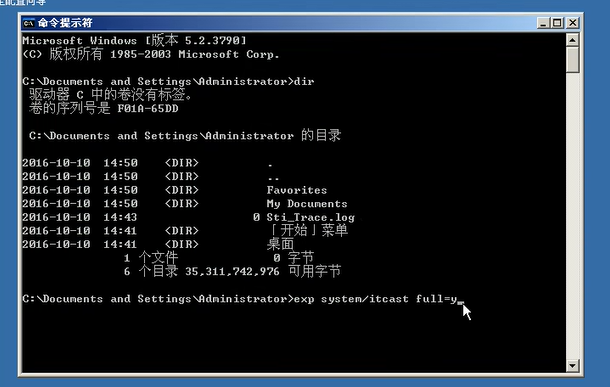 命令提示符
Microsoft Windows [版本 5.2.3790]
(C) 版权所有 1985-2003 Microsoft Corp.
C:\Documents and Settings\Administrator>dir
驱动器 C 中的卷没有标签。
卷的序列号是 F01A-65DD
C:\Documents and Settings\Administrator 的目录
2016-10-10  14:50    <DIR>          .
2016-10-10  14:50    <DIR>          ..
2016-10-10  14:50    <DIR>          Favorites
2016-10-10  14:50    <DIR>          My Documents
2016-10-10  14:43                 0 Sti_Trace.log
2016-10-10  14:41    <DIR>          「开始」菜单
2016-10-10  14:41    <DIR>          桌面
1 个文件              0 字节
6 个目录 35,311,742,976 可用字节
C:\Documents and Settings\Administrator>exp system/itcast full=y_